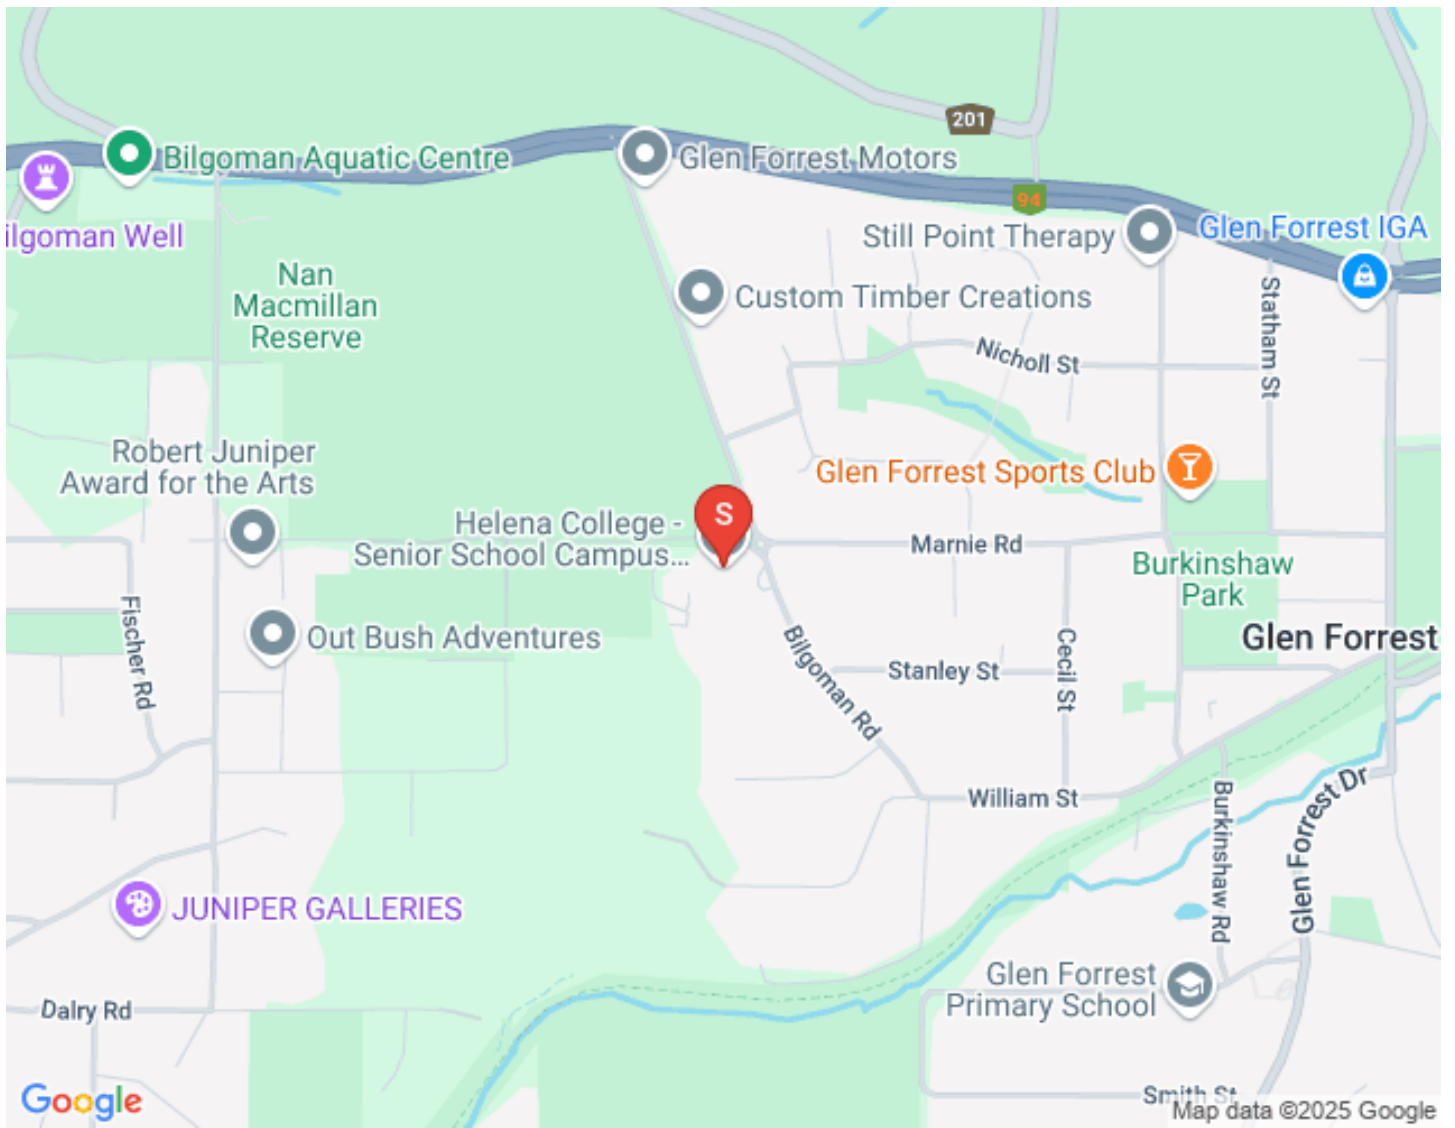 201
Bilgoman Aquatic Centre
Glen Forrest Motors
94
ilgoman Well
Still Point Therapy
Glen Forrest IGA
Nan
Macmillan
Reserve
Custom Timber Creations
Statham St
Nicholl St
Robert Juniper
Award for the Arts
Glen Forrest Sports Club
S
Helena College -
Senior School Campus...
Marnie Rd
Burkinshaw
Park
Fischer Rd
Out Bush Adventures
Bilgoman Rd
Cecil St
Glen Forrest
Stanley St
William St
Burkinshaw Rd
Glen Forrest Dr
JUNIPER GALLERIES
Glen Forrest
Primary School
Dalry Rd
Smith St
Google
Map data ©2025 Google